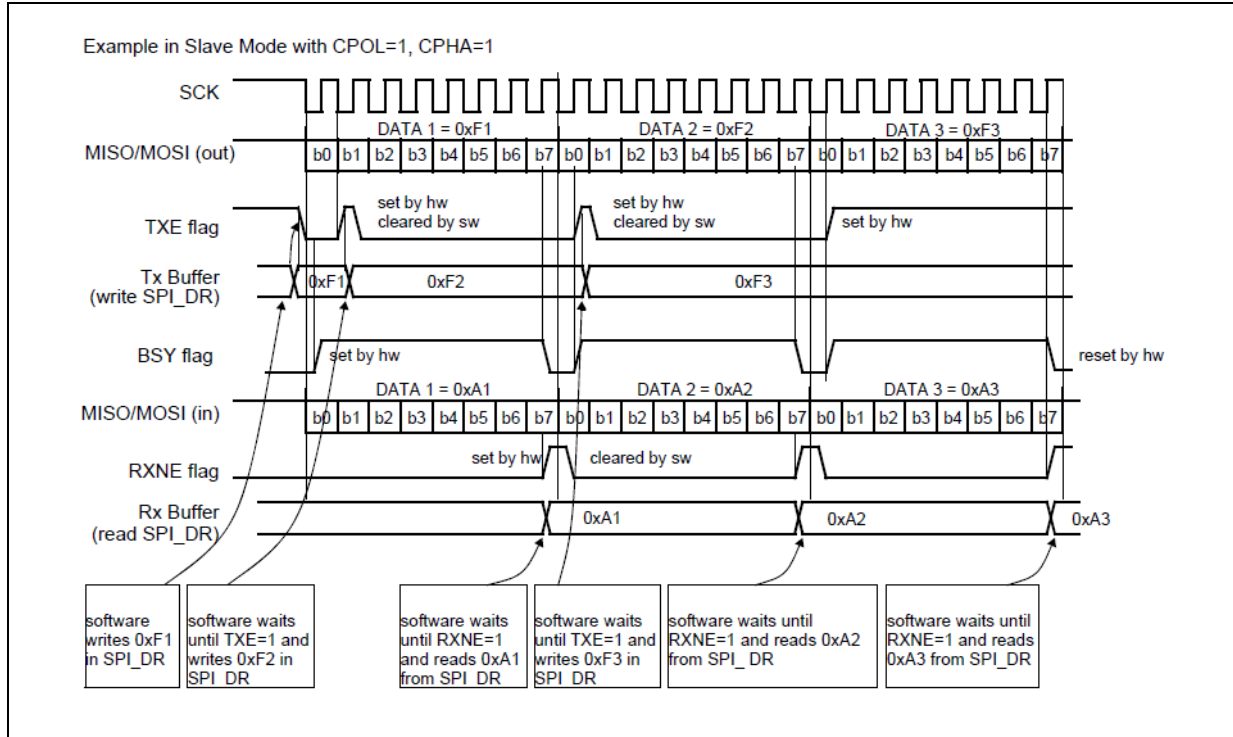 Example in Slave Mode with CPOL=1, CPHA=1
SCK
DATA 1 = 0xF1 DATA 2 = 0xF2 DATA 3 = 0xF3
MISO/MOSI (out) b0 b1 b2 b3 b4 b5 b6 b7 b0 b1 b2 b3 b4 b5 b6 b7 b0 b1 b2 b3 b4 b5 b6 b7
set by hw set by hw
TXE flag cleared by sw cleared by sw set by hw
Tx Buffer 0xF1 0xF2 0xF3
(write SPI_DR)
BSY flag set by hw reset by hw
DATA 1 = 0xA1 DATA 2 = 0xA2 DATA 3 = 0xA3
MISO/MOSI (in) b0 b1 b2 b3 b4 b5 b6 b7 b0 b1 b2 b3 b4 b5 b6 b7 b0 b1 b2 b3 b4 b5 b6 b7
RXNE flag set by hw cleared by sw
Rx Buffer 0xA1 0xA2 0xA3
(read SPI_DR)
software
writes 0xF1
in SPI_DR
software waits
until TXE=1 and
writes 0xF2 in
SPI_DR
software waits
until RXNE=1
and reads 0xA1
from SPI_DR
software waits
until TXE=1 and
writes 0xF3 in
SPI_DR
software waits until
RXNE=1 and reads 0xA2
from SPI_ DR
software waits until
RXNE=1 and reads
0xA3 from SPI_DR